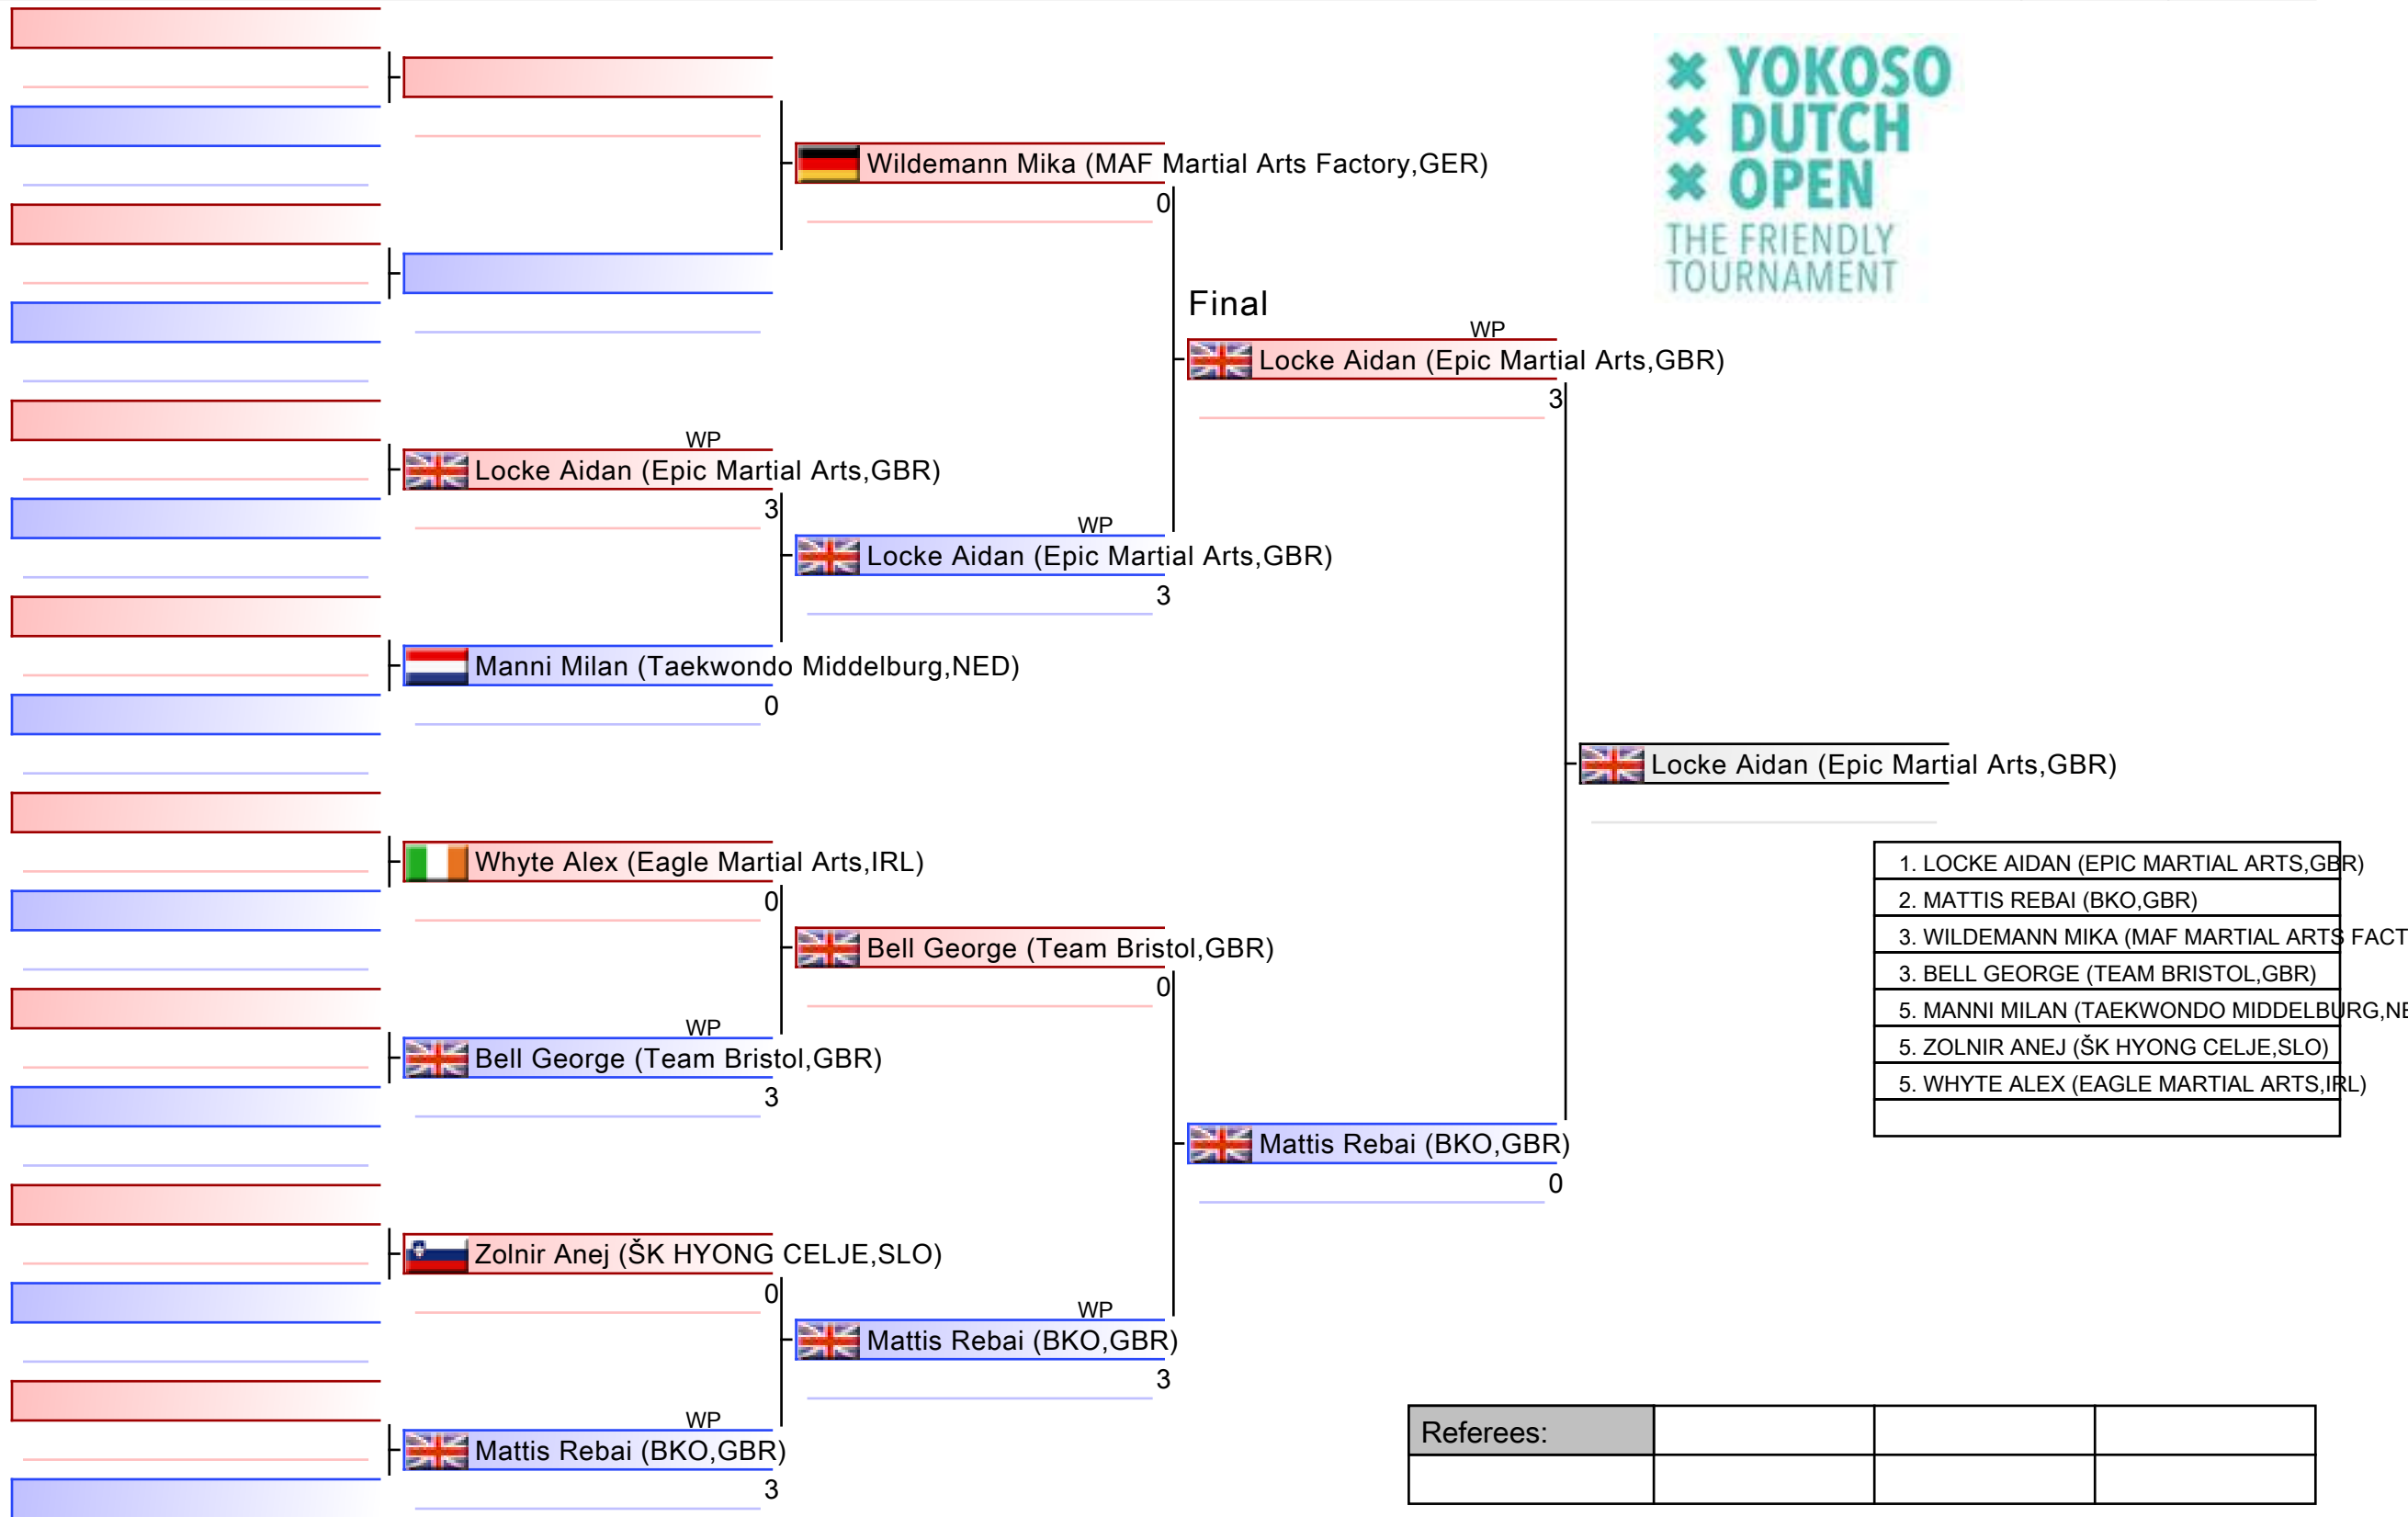 YOKOSO
DUTCH
OPEN
THE FRIENDLY
TOURNAMENT
Wildemann Mika (MAF Martial Arts Factory,GER)
0
Final
WP
Locke Aidan (Epic Martial Arts,GBR)
3
WP
Locke Aidan (Epic Martial Arts,GBR)
3
WP
Locke Aidan (Epic Martial Arts,GBR)
3
Manni Milan (Taekwondo Middelburg,NED)
0
Locke Aidan (Epic Martial Arts,GBR)
Whyte Alex (Eagle Martial Arts,IRL)
0
Bell George (Team Bristol,GBR)
0
WP
Bell George (Team Bristol,GBR)
3
1. LOCKE AIDAN (EPIC MARTIAL ARTS,GBR)
2. MATTIS REBAI (BKO,GBR)
3. WILDEMANN MIKA (MAF MARTIAL ARTS FACT
3. BELL GEORGE (TEAM BRISTOL,GBR)
5. MANNI MILAN (TAEKWONDO MIDDELBURG,NE
5. ZOLNIR ANEJ (ŠK HYONG CELJE,SLO)
5. WHYTE ALEX (EAGLE MARTIAL ARTS,IRL)
Mattis Rebai (BKO,GBR)
0
Zolnir Anej (ŠK HYONG CELJE,SLO)
0
WP
Mattis Rebai (BKO,GBR)
3
WP
Mattis Rebai (BKO,GBR)
3
Referees: